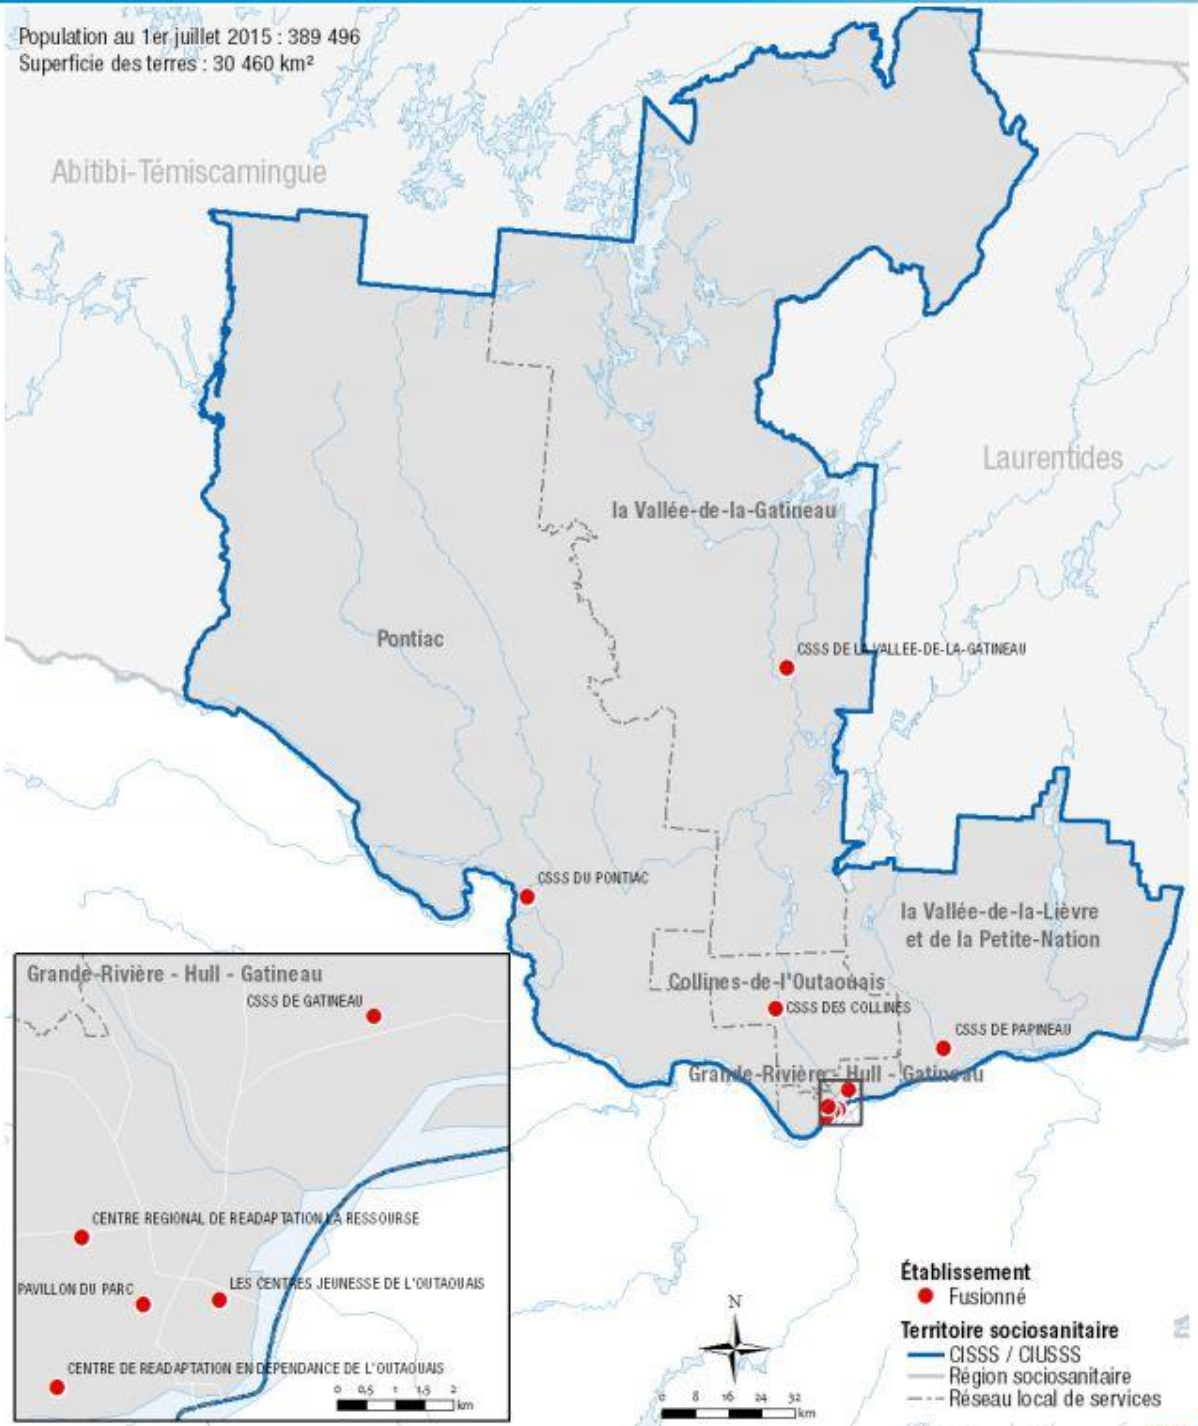 Population au 1er juillet 2015 : 389 496
Superficie des terres : 30 460 km²
Abitibi-Témiscamingue
Laurentides
la Vallée-de-la-Gatineau
Pontiac
CSSS DE LA VALLEE-DE-LA-GATINEAU
CSSS DU PONTIAC
la Vallée-de-la-Lièvre
et de la Petite-Nation
Collines-de-l'Outaouais
CSSS DES COLLINES
CSSS DE PAPINEAU
Grande-Rivière - Hull - Gatineau
Grande-Rivière - Hull - Gatineau
CSSS DE GATINEAU
CENTRE REGIONAL DE READAPTATION LA RESSOURSE
PAVILLON DU PARC
LES CENTRES JEUNESSE DE L'OUTAOUAIS
CENTRE DE READAPTATION EN DEPENDANCE DE L'OUTAOUAIS
0 0,5 1 1,5 2
km
N
0 8 16 24 32
km
Établissement
Fusionné
Territoire sociosanitaire
CISSS / CIUSSS
Région sociosanitaire
Réseau local de services